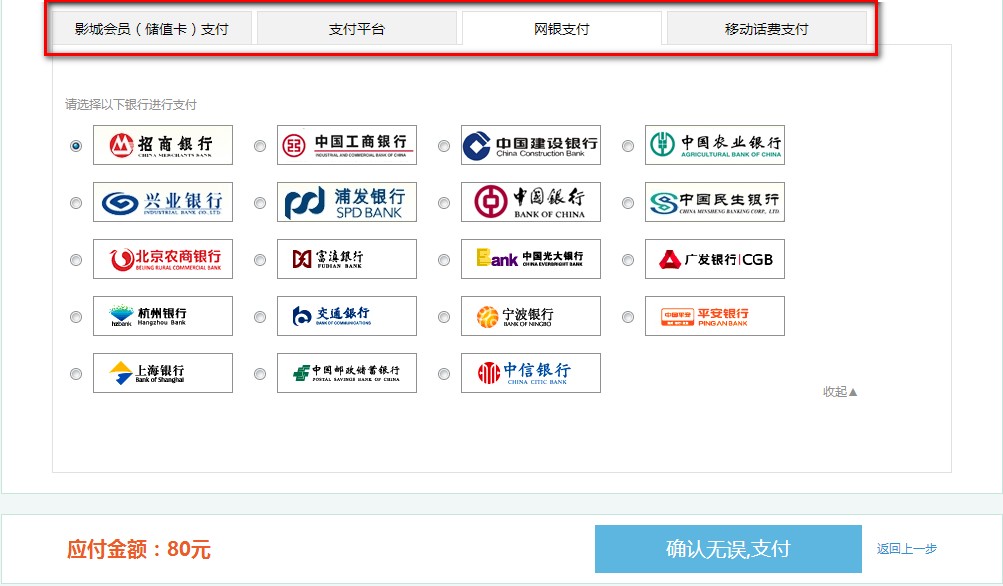 影城会员（储值卡）支付 支付平台 网银支付 移动话费支付
请选择以下银行进行支付
招商银行 中国工商银行 中国建设银行 中国农业银行
CHINA MERCHANTS BANK INDUSTRIAL AND COMMERCIAL BANK OF CHINA China Construction Bank AGRICULTURAL BANK OF CHINA
兴业银行 浦发银行 中国银行 中国民生银行
INDUSTRIAL BANK CO.,LTD. SPD BANK BANK OF CHINA CHINA MINSHENG BANKING CORP., LTD.
北京农商银行 富滇银行 Bank 中国光大银行 广发银行|CGB
BEIJING RURAL COMMERCIAL BANK FUDIAN BANK CHINA EVERBRIGHT BANK
杭州银行 交通银行 宁波银行 中国平安 平安银行
hzbank Hangzhou Bank BANK OF COMMUNICATIONS BANK OF NINGBO PINGAN BANK
上海银行 中国邮政储蓄银行 中信银行
Bank of Shanghai POSTAL SAVINGS BANK OF CHINA CHINA CITIC BANK
收起▲
应付金额：80元 确认无误,支付 返回上一步